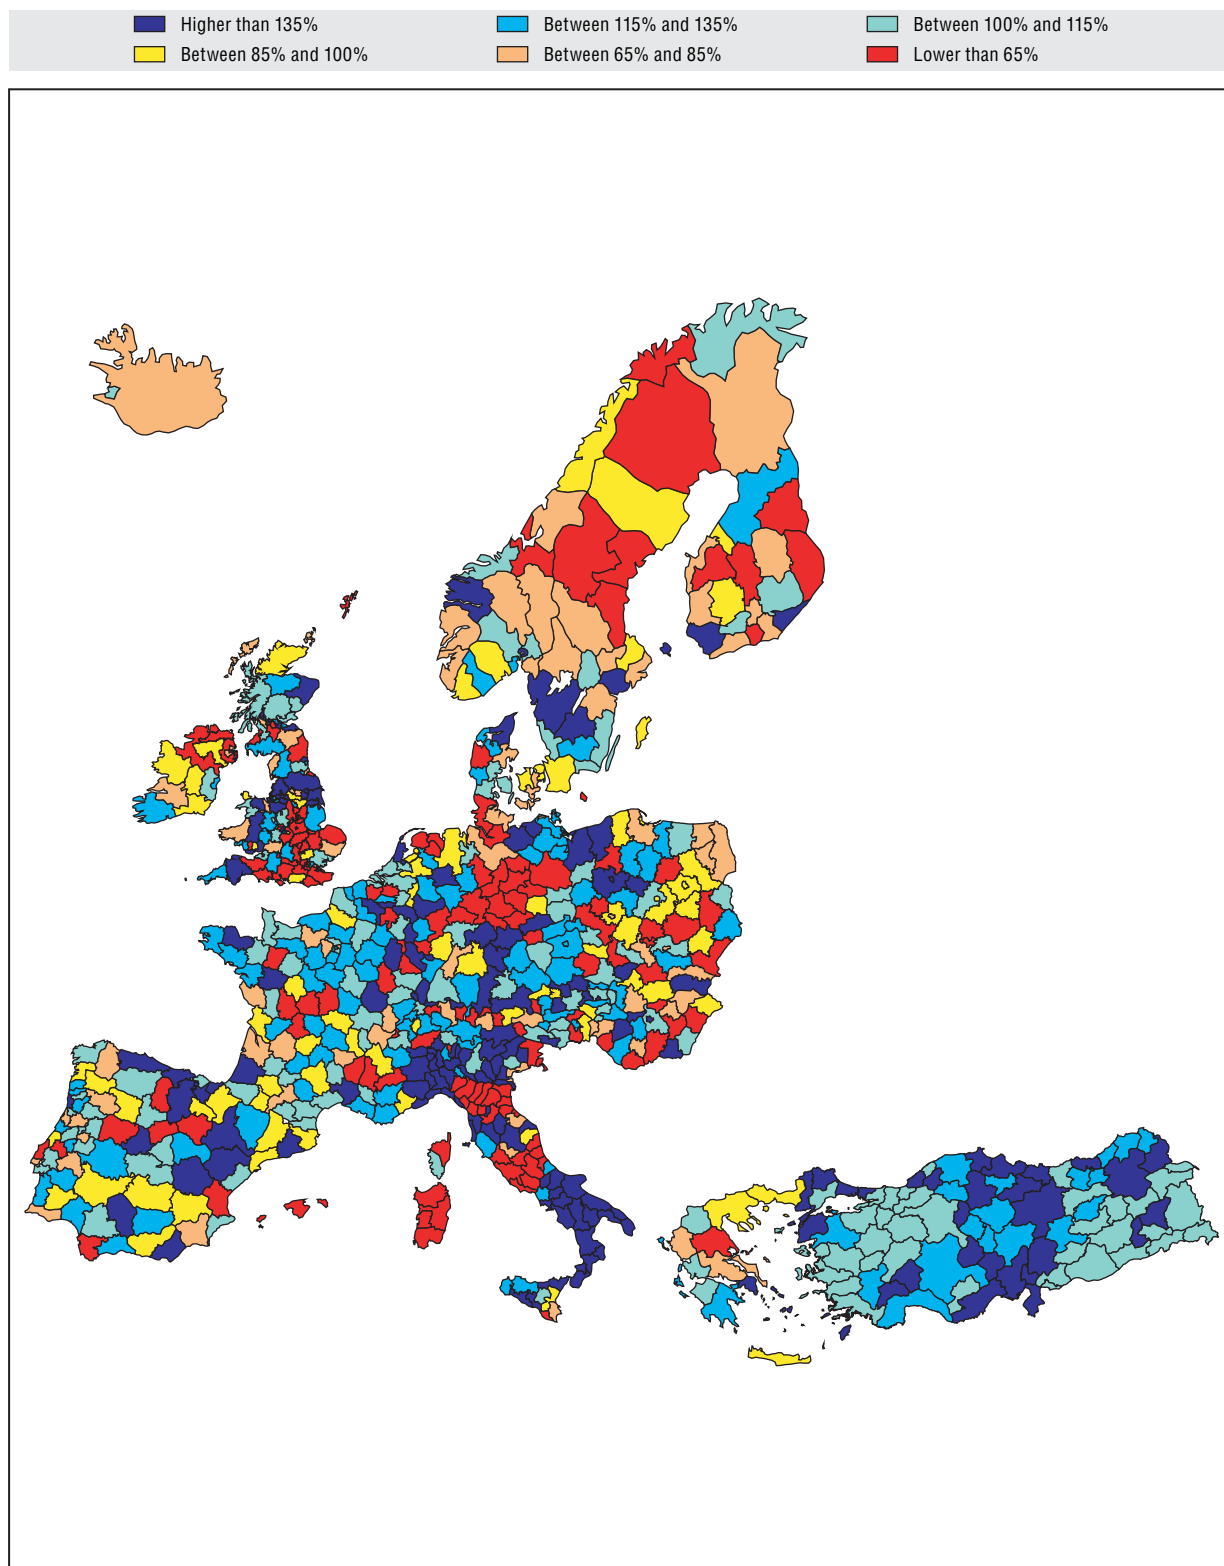 Higher than 135% Between 115% and 135% Between 100% and 115%
Between 85% and 100% Between 65% and 85% Lower than 65%